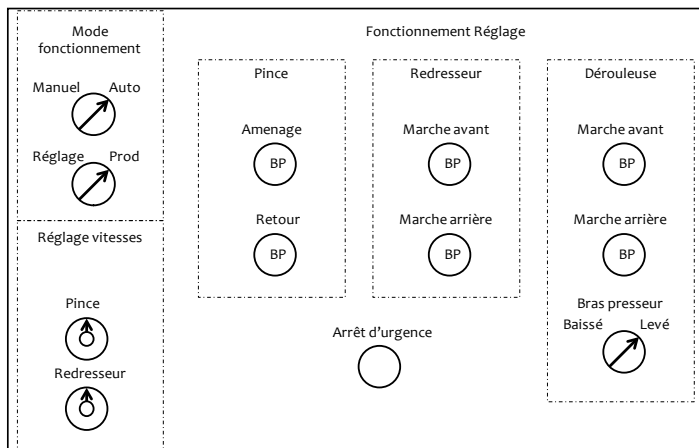 Mode
fonctionnement
Manuel Auto
Réglage Prod
Réglage vitesses
Pince
Redresseur
Fonctionnement Réglage
Pince
Amenage
BP
Retour
BP
Redresseur
Marche avant
BP
Marche arrière
BP
Dérouleuse
Marche avant
BP
Marche arrière
BP
Bras presseur
Baissé Levé
Arrêt d'urgence